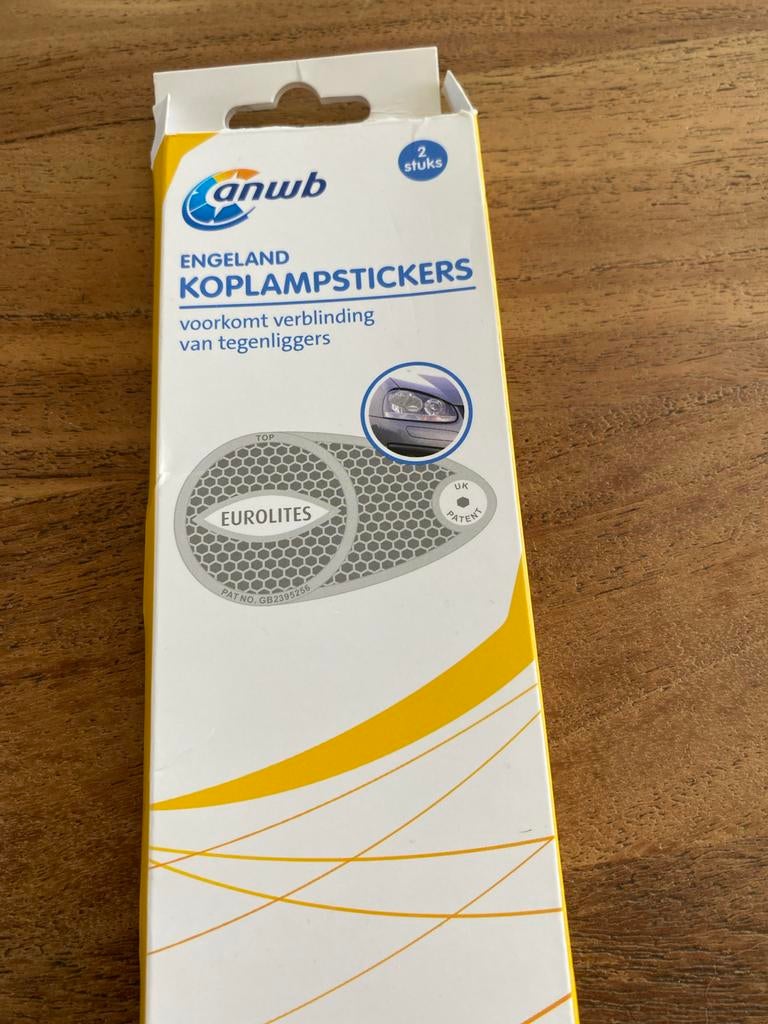 anwb
2
stuks
ENGELAND
KOPLAMPSTICKERS
voorkomt verblinding
van tegenliggers
TOP
EUROLITES
UK
PATENT
PAT NO. GB2395256